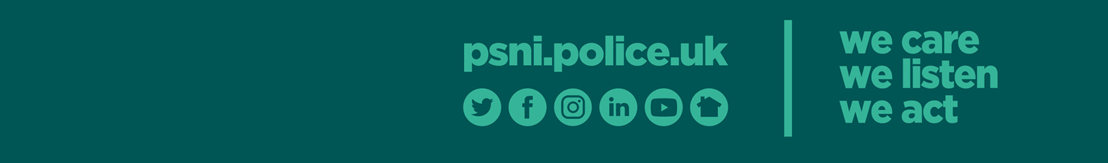 psni.police.uk
we care
we listen
we act